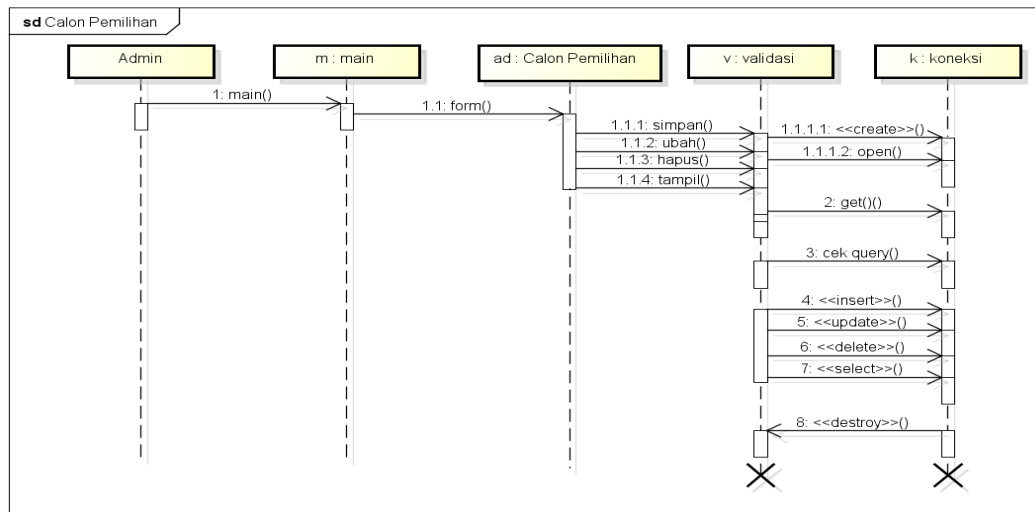 sd Calon Pemilihan
Admin
m : main
ad : Calon Pemilihan
v : validasi
k : koneksi
1: main()
1.1: form()
1.1.1: simpan()
1.1.1.1: <<create>>()
1.1.2: ubah()
1.1.1.2: open()
1.1.3: hapus()
1.1.4: tampil()
2: get()()
3: cek query()
4: <<insert>>()
5: <<update>>()
6: <<delete>>()
7: <<select>>()
8: <<destroy>>()